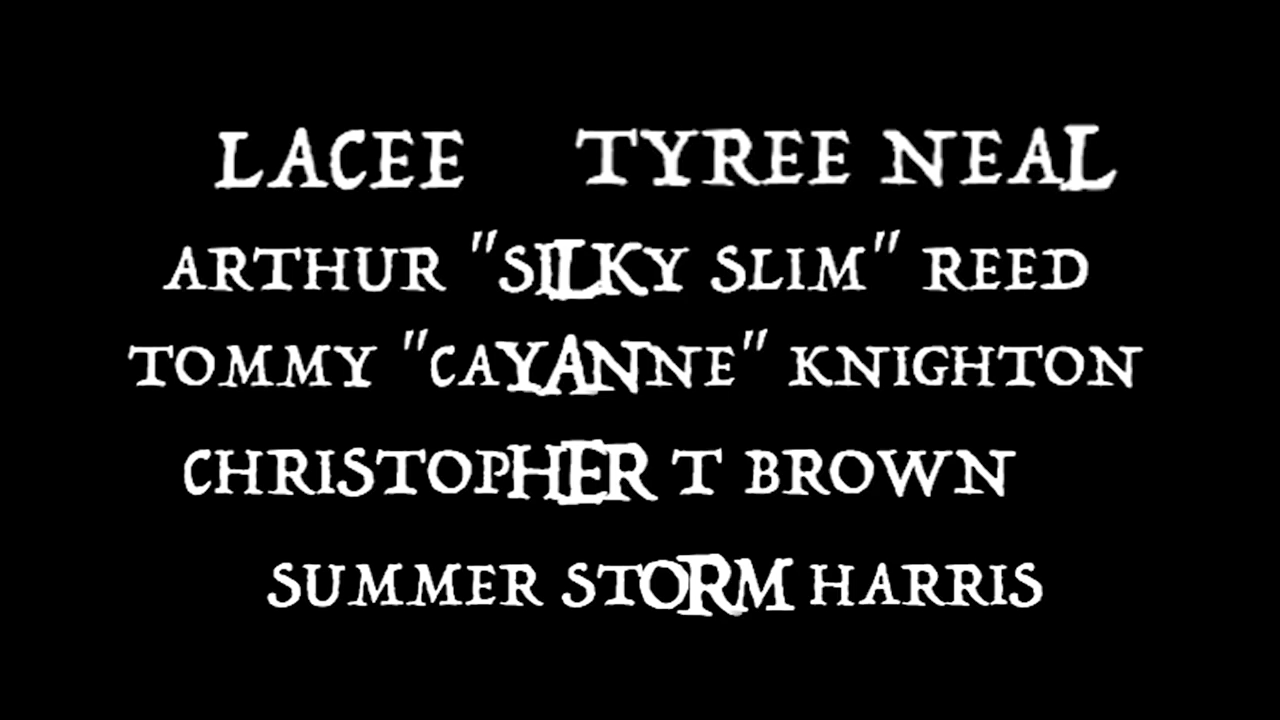 LACEE TYREE NEAL
ARTHUR "SILKY SLIM" REED
TOMMY "CAYANNE" KNIGHTON
CHRISTOPHER T BROWN
SUMMER STORM HARRIS